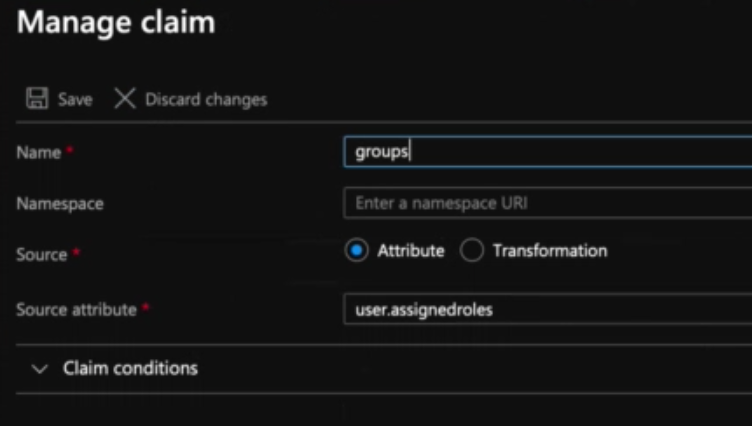 Manage claim
Save Discard changes
Name * groups
Namespace Enter a namespace URI
Source * Attribute Transformation
Source attribute * user.assignedroles
Claim conditions